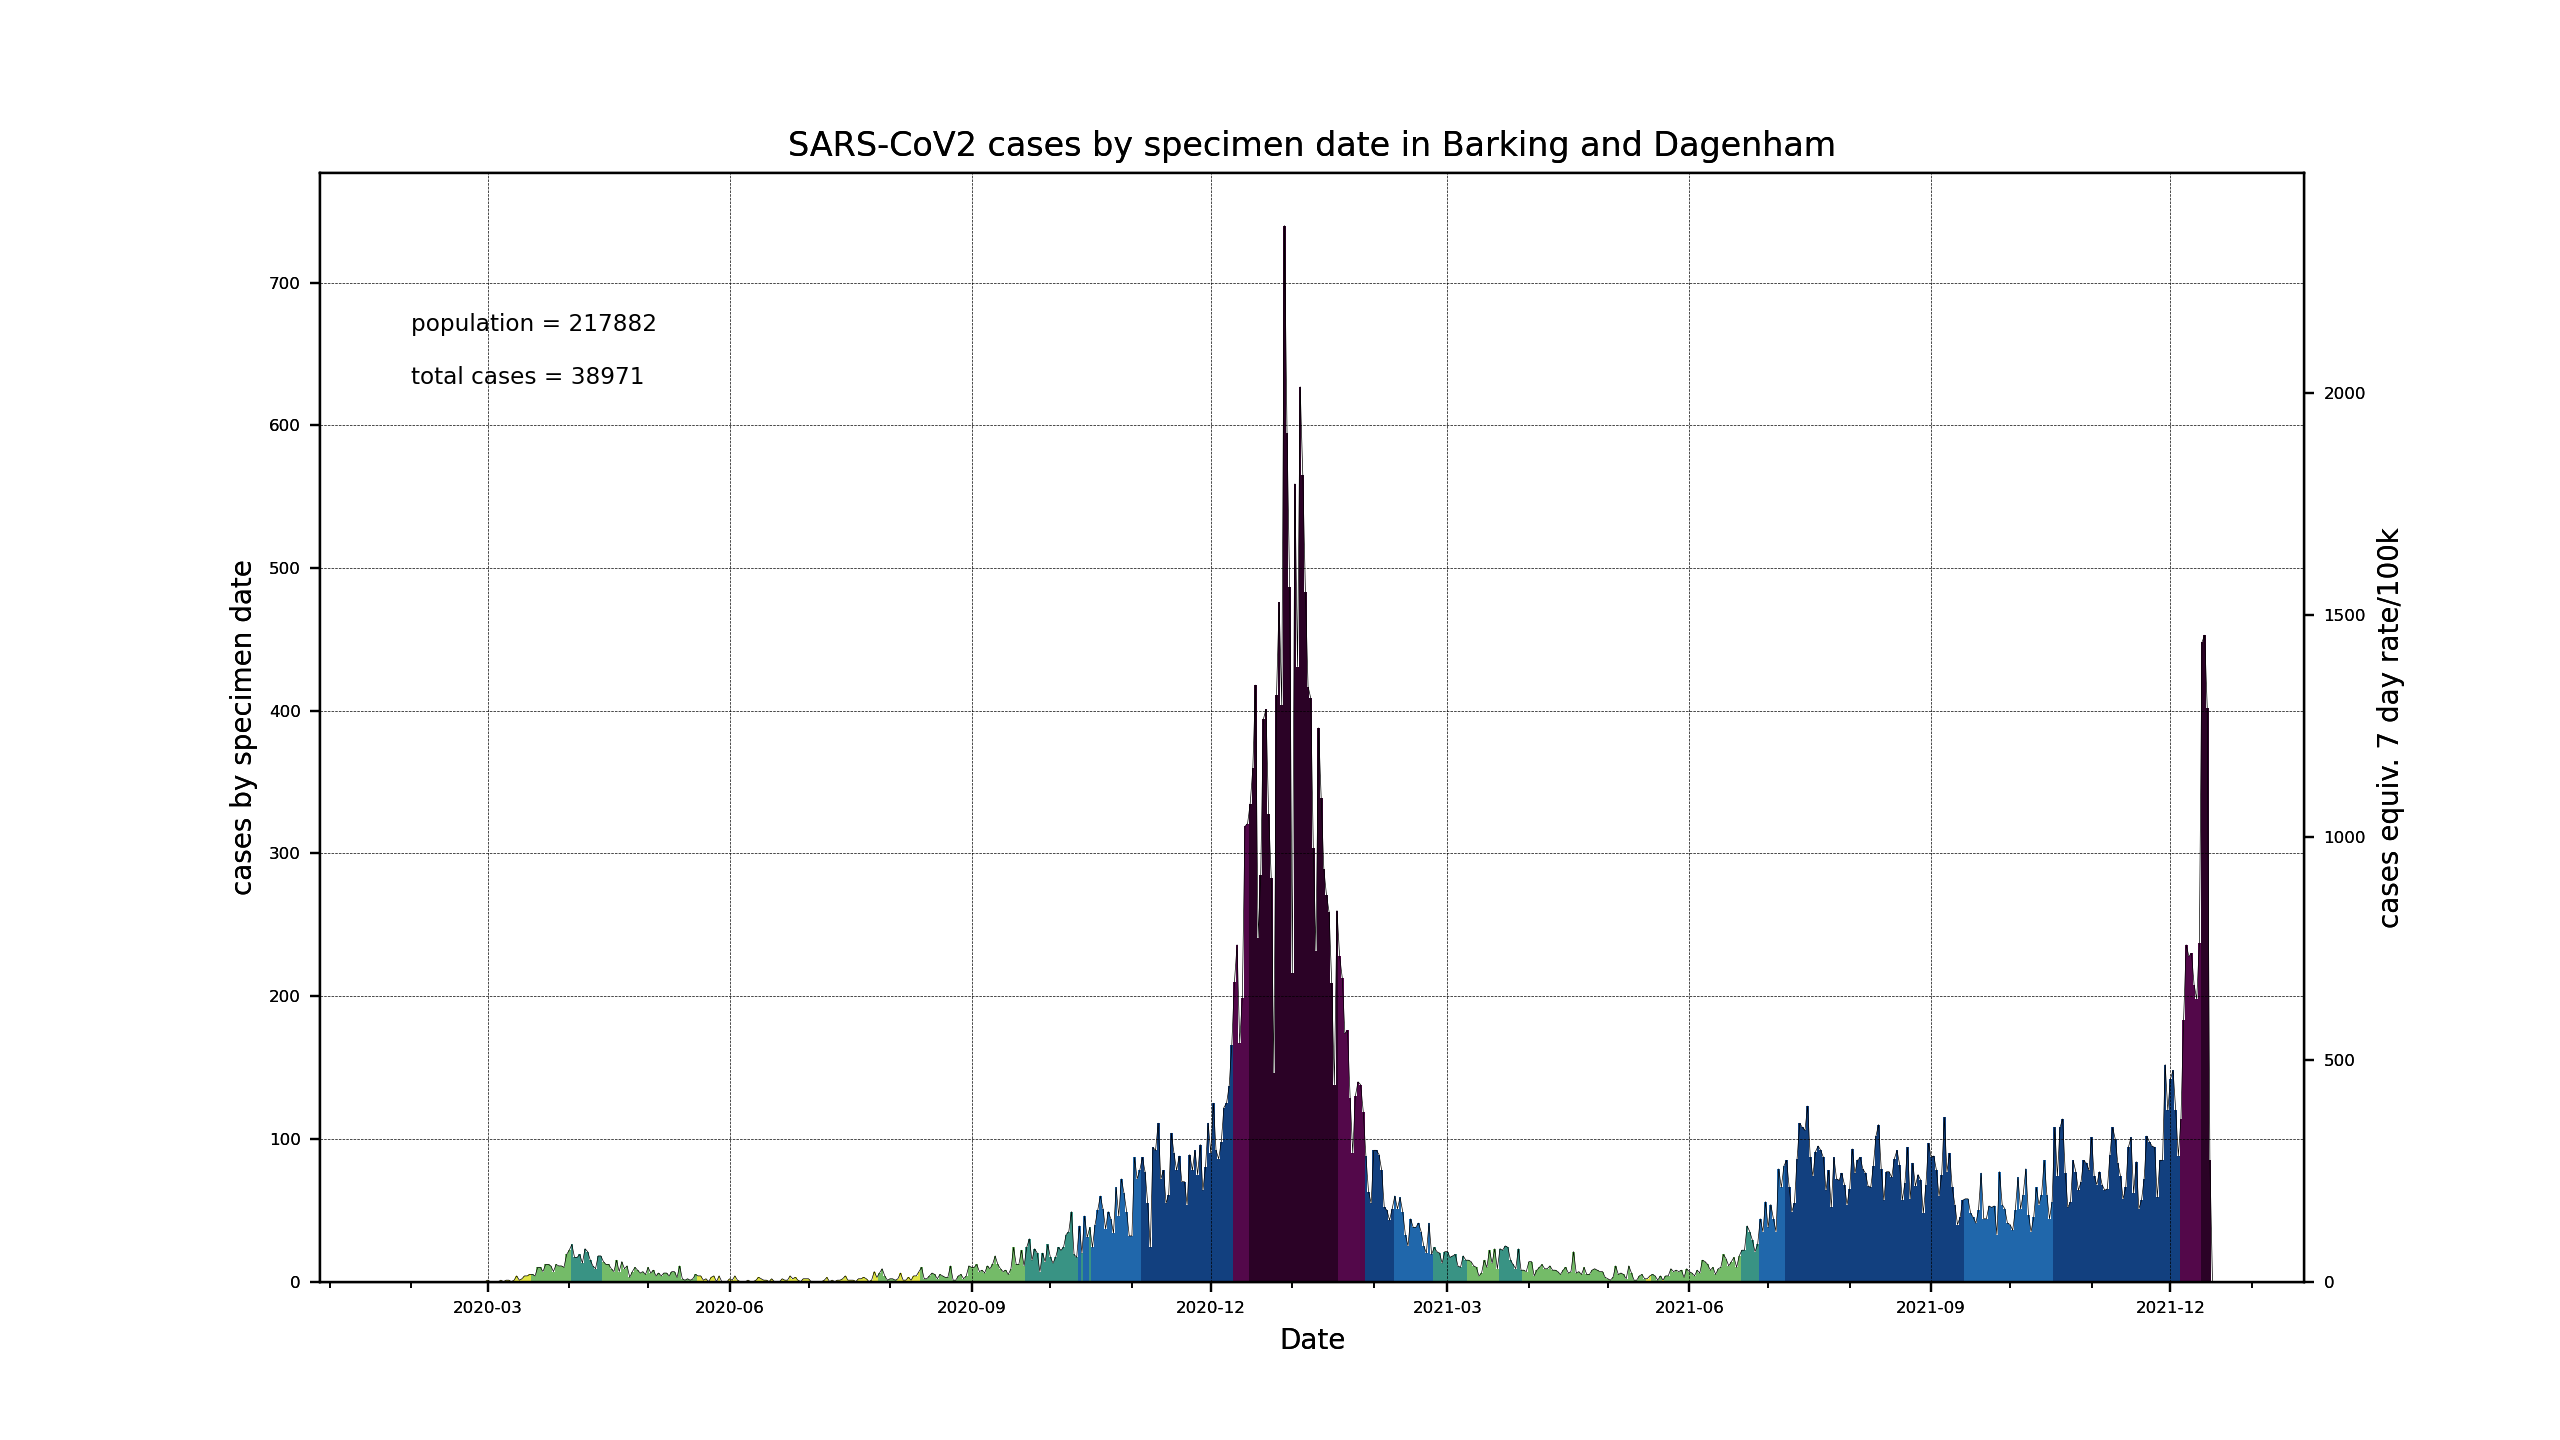 SARS-CoV2 cases by specimen date in Barking and Dagenham
population = 217882
total cases = 38971
cases by specimen date
700
600
500
400
300
200
100
0
2000
1500
1000
500
0
cases equiv. 7 day rate/100k
2020-03 2020-06 2020-09 2020-12 2021-03 2021-06 2021-09 2021-12
Date